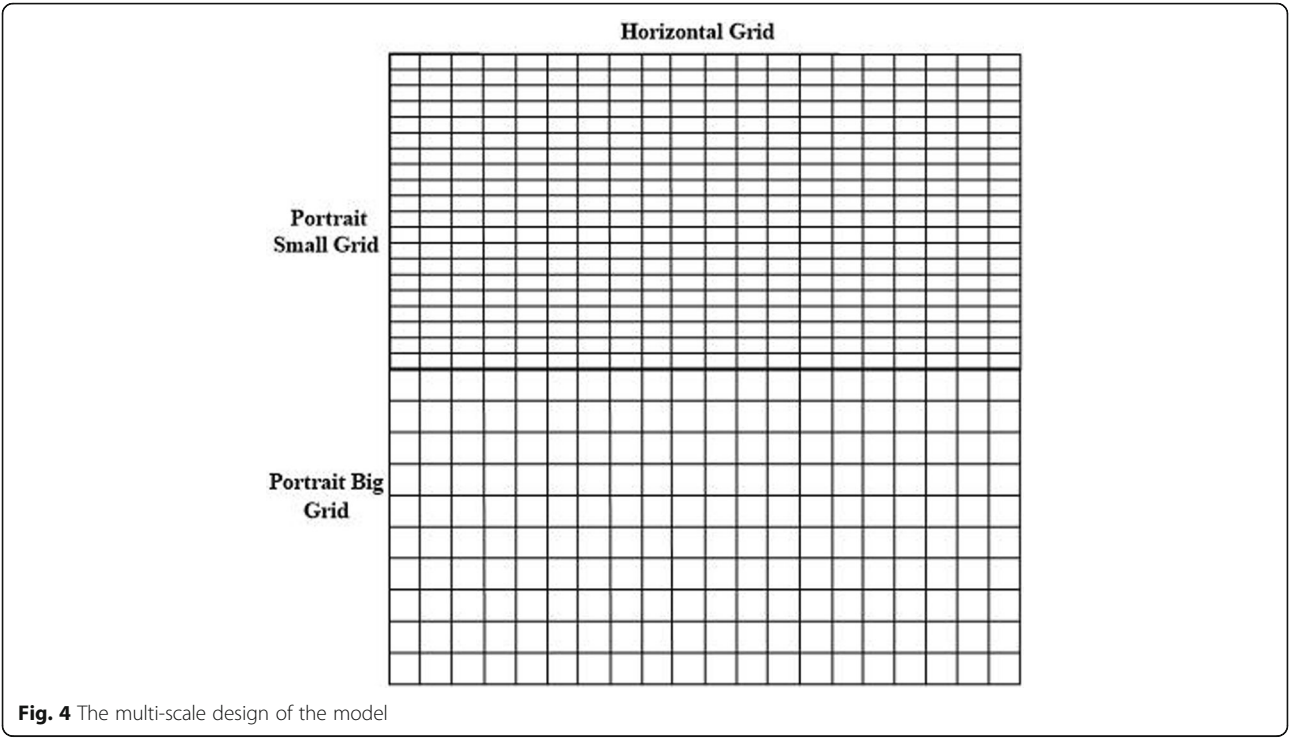 Horizontal Grid
Portrait
Small Grid
Portrait Big
Grid
Fig. 4 The multi-scale design of the model